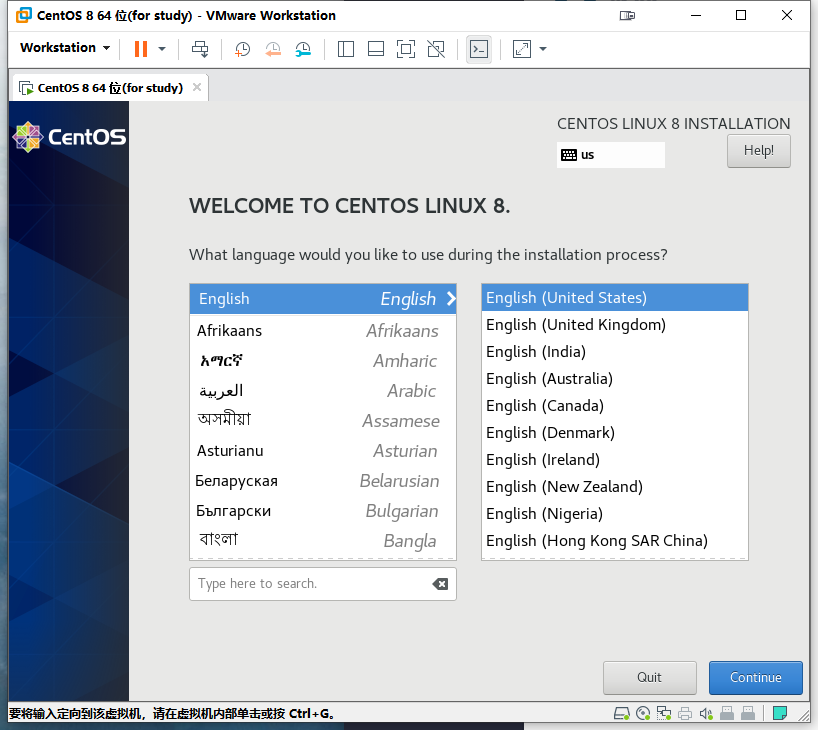 CentOS 8 64 位(for study) - VMware Workstation
Workstation
CentOS 8 64 位(for study)
CentOS
CENTOS LINUX 8 INSTALLATION
us
Help!
WELCOME TO CENTOS LINUX 8.
What language would you like to use during the installation process?
English English
Afrikaans Afrikaans
አማርኛ Amharic
العربية Arabic
অসমীয়া Assamese
Asturianu Asturian
Беларуская Belarusian
Български Bulgarian
বাংলা Bangla
English (United States)
English (United Kingdom)
English (India)
English (Australia)
English (Canada)
English (Denmark)
English (Ireland)
English (New Zealand)
English (Nigeria)
English (Hong Kong SAR China)
Type here to search.
Quit
Continue
要将输入定向到该虚拟机，请在虚拟机内部单击或按 Ctrl+G。